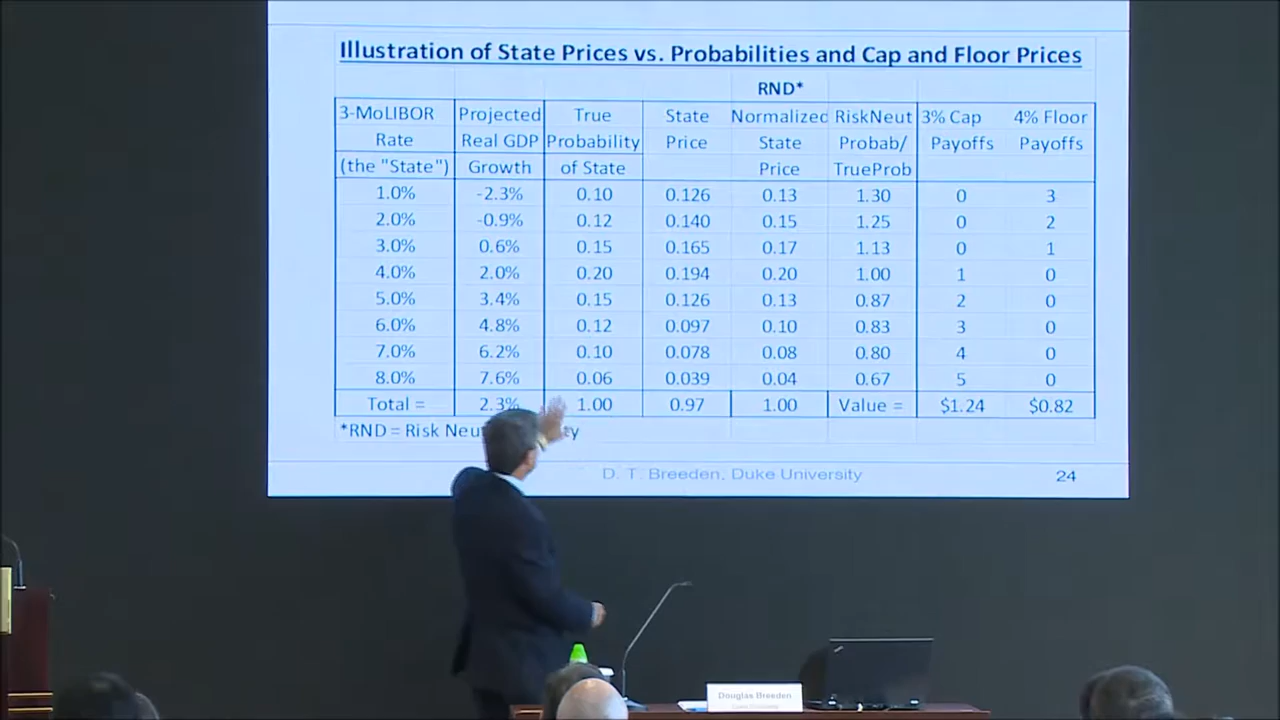 Illustration of State Prices vs. Probabilities and Cap and Floor Prices
RND*
3-MoLIBOR Projected True State Normalized RiskNeut 3% Cap 4% Floor
Rate Real GDP Probability Price State Probab/ Payoffs Payoffs
(the "State") Growth of State Price TrueProb
1.0% -2.3% 0.10 0.126 0.13 1.30 0 3
2.0% -0.9% 0.12 0.140 0.15 1.25 0 2
3.0% 0.6% 0.15 0.165 0.17 1.13 0 1
4.0% 2.0% 0.20 0.194 0.20 1.00 1 0
5.0% 3.4% 0.15 0.126 0.13 0.87 2 0
6.0% 4.8% 0.12 0.097 0.10 0.83 3 0
7.0% 6.2% 0.10 0.078 0.08 0.80 4 0
8.0% 7.6% 0.06 0.039 0.04 0.67 5 0
Total = 2.3% 1.00 0.97 1.00 Value = $1.24 $0.82
*RND = Risk
D. T. Breeden, Duke University 24
Douglas Breeden